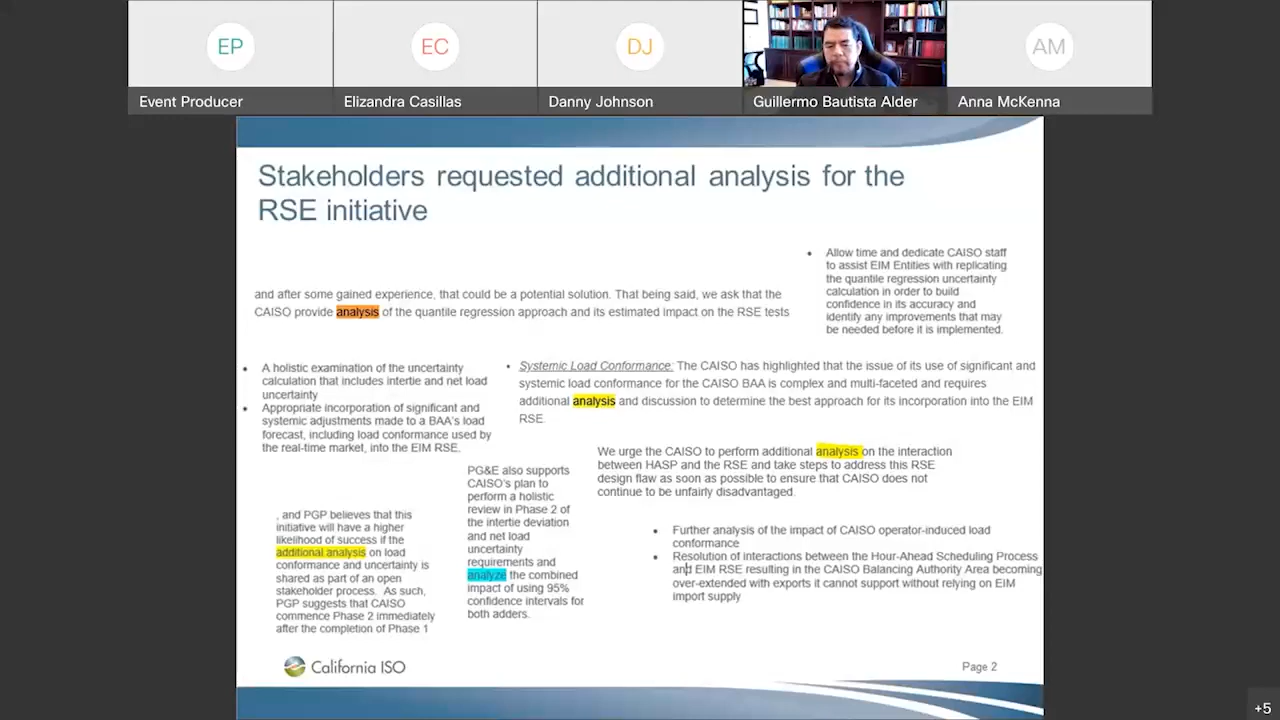 EP
EC
DJ
AM
Event Producer
Elizandra Casillas
Danny Johnson
Guillermo Bautista Alder
Anna McKenna
Stakeholders requested additional analysis for the
RSE initiative
and after some gained experience, that could be a potential solution. That being said, we ask that the
CAISO provide analysis of the quantile regression approach and its estimated impact on the RSE tests
• Allow time and dedicate CAISO staff
to assist EIM Entities with replicating
the quantile regression uncertainty
calculation in order to build
confidence in its accuracy and
identify any improvements that may
be needed before it is implemented.
• A holistic examination of the uncertainty
calculation that includes intertie and net load
uncertainty
• Appropriate incorporation of significant and
systemic adjustments made to a BAA's load
forecast, including load conformance used by
the real-time market, into the EIM RSE.
• Systemic Load Conformance: The CAISO has highlighted that the issue of its use of significant and
systemic load conformance for the CAISO BAA is complex and multi-faceted and requires
additional analysis and discussion to determine the best approach for its incorporation into the EIM
RSE.
We urge the CAISO to perform additional analysis on the interaction
between HASP and the RSE and take steps to address this RSE
design flaw as soon as possible to ensure that CAISO does not
continue to be unfairly disadvantaged.
PG&E also supports
CAISO's plan to
perform a holistic
review in Phase 2 of
the intertie deviation
and net load
uncertainty
requirements and
analyze the combined
impact of using 95%
confidence intervals for
both adders.
, and PGP believes that this
initiative will have a higher
likelihood of success if the
additional analysis on load
conformance and uncertainty is
shared as part of an open
stakeholder process. As such,
PGP suggests that CAISO
commence Phase 2 immediately
after the completion of Phase 1
• Further analysis of the impact of CAISO operator-induced load
conformance
• Resolution of interactions between the Hour-Ahead Scheduling Process
and EIM RSE resulting in the CAISO Balancing Authority Area becoming
over-extended with exports it cannot support without relying on EIM
import supply
California ISO
Page 2
+5